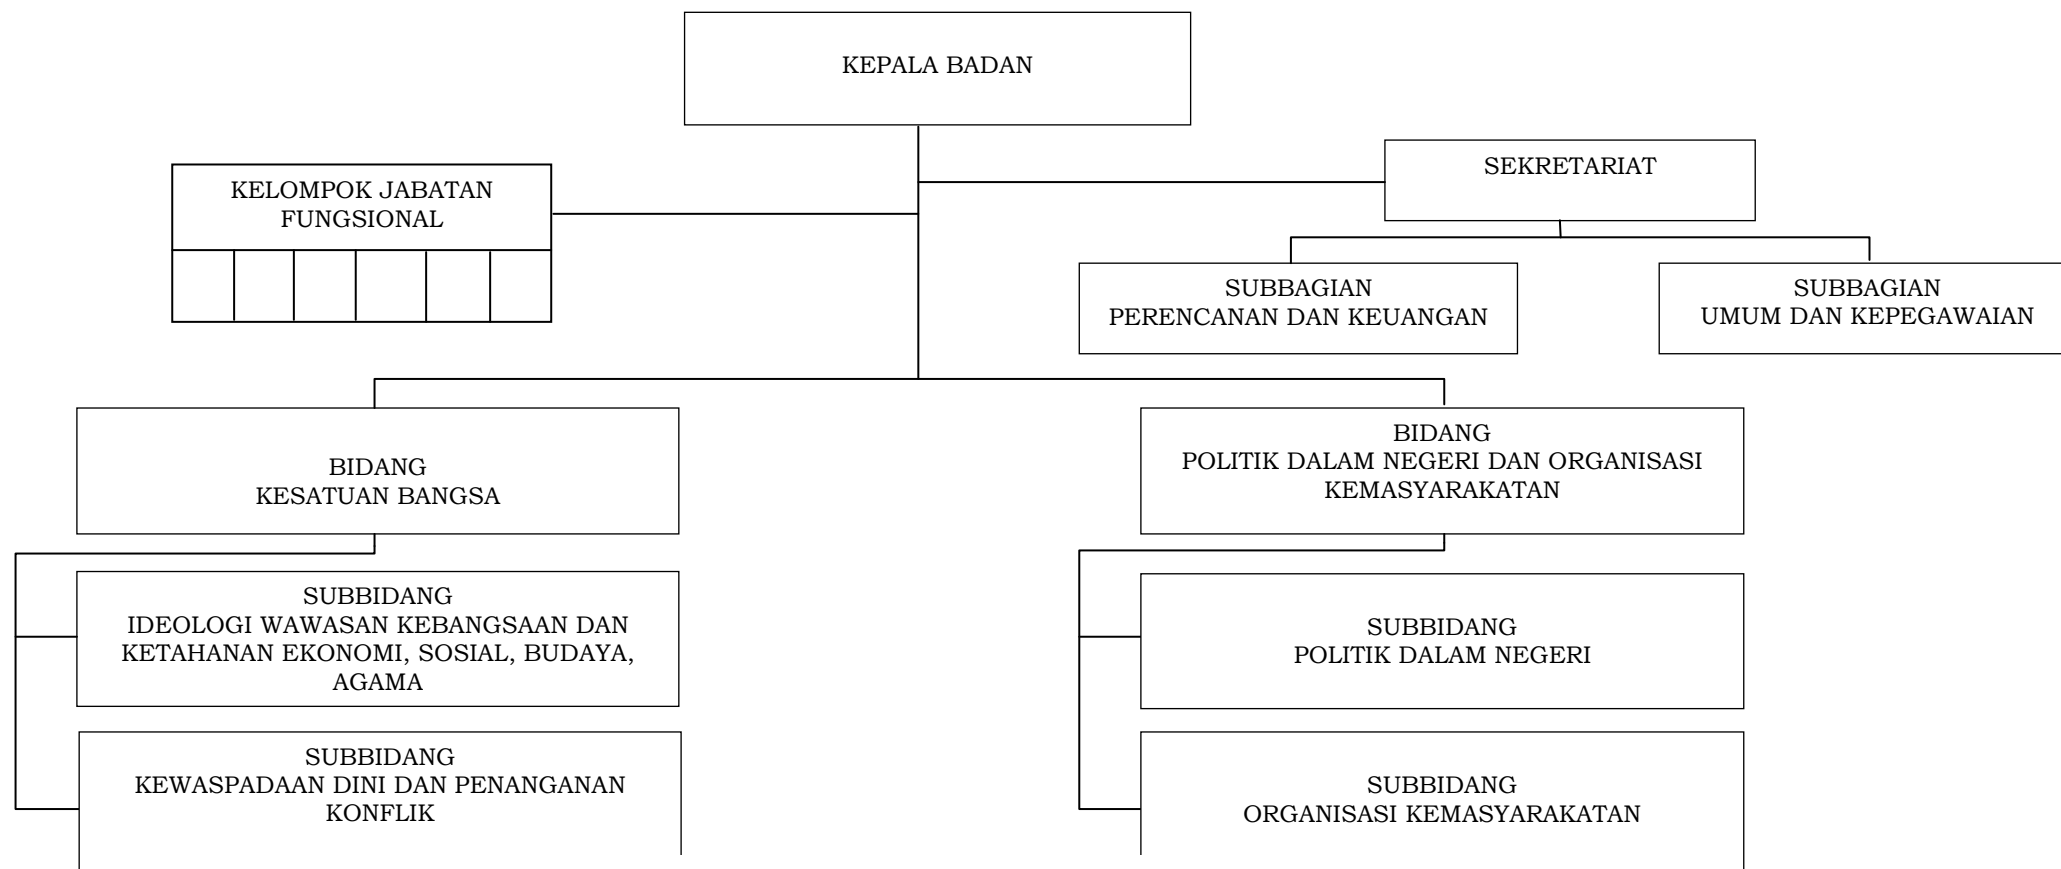 KEPALA BADAN
SEKRETARIAT
KELOMPOK JABATAN
FUNGSIONAL
SUBBAGIAN
PERENCANAN DAN KEUANGAN
SUBBAGIAN
UMUM DAN KEPEGAWAIAN
BIDANG
KESATUAN BANGSA
BIDANG
POLITIK DALAM NEGERI DAN ORGANISASI
KEMASYARAKATAN
SUBBIDANG
IDEOLOGI WAWASAN KEBANGSAAN DAN
KETAHANAN EKONOMI, SOSIAL, BUDAYA,
AGAMA
SUBBIDANG
POLITIK DALAM NEGERI
SUBBIDANG
KEWASPADAAN DINI DAN PENANGANAN
KONFLIK
SUBBIDANG
ORGANISASI KEMASYARAKATAN